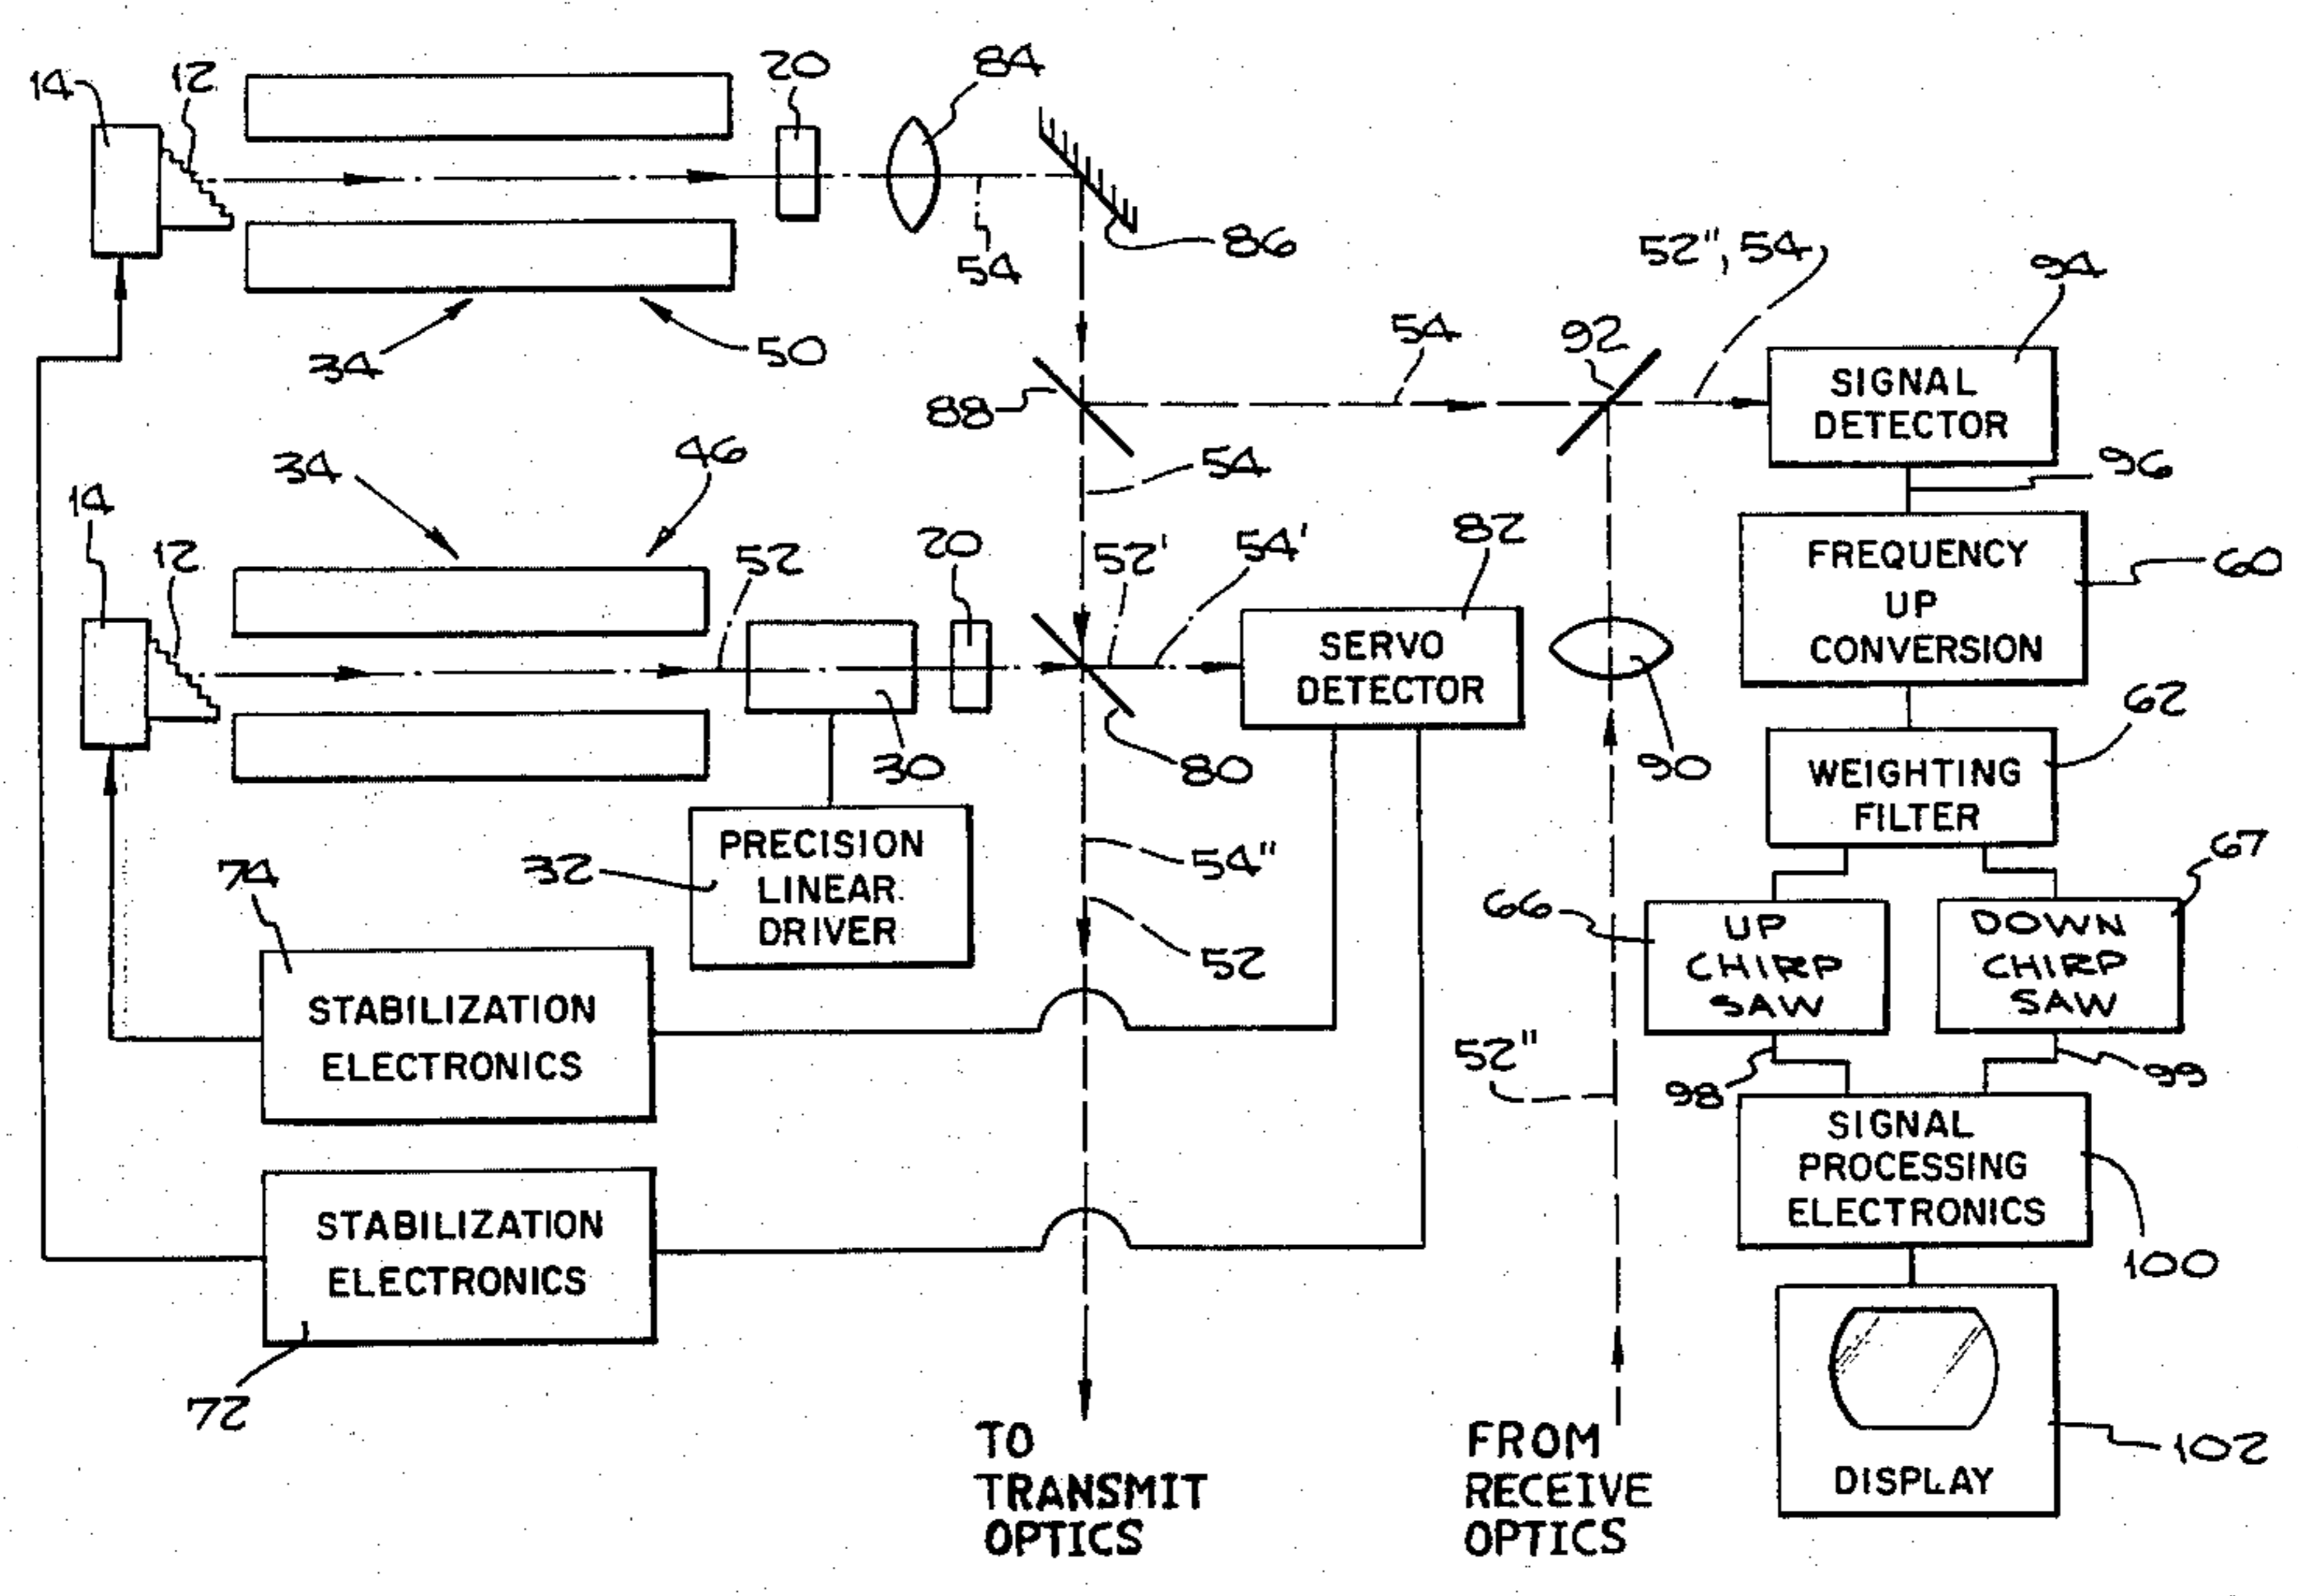 14
12
20
84
54
86
34
50
52", 54
94
54
92
SIGNAL
DETECTOR
88
54
96
34
46
14
12
52
20
52'
54'
82
SERVO
DETECTOR
FREQUENCY
UP
CONVERSION
60
30
80
90
62
WEIGHTING
FILTER
PRECISION
LINEAR
DRIVER
32
54"
52
67
66
UP
CHIRP
SAW
DOWN
CHIRP
SAW
74
STABILIZATION
ELECTRONICS
52"
98
99
SIGNAL
PROCESSING
ELECTRONICS
100
STABILIZATION
ELECTRONICS
72
TO
TRANSMIT
OPTICS
FROM
RECEIVE
OPTICS
DISPLAY
102